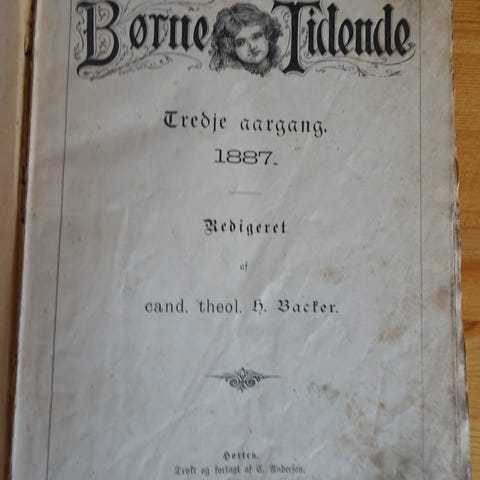 Børne Tidende
Tredje aargang.
1887.
Redigeret
af
cand. theol. H. Backer.
Horten.
Trykt og forlagt af C. Andersen.